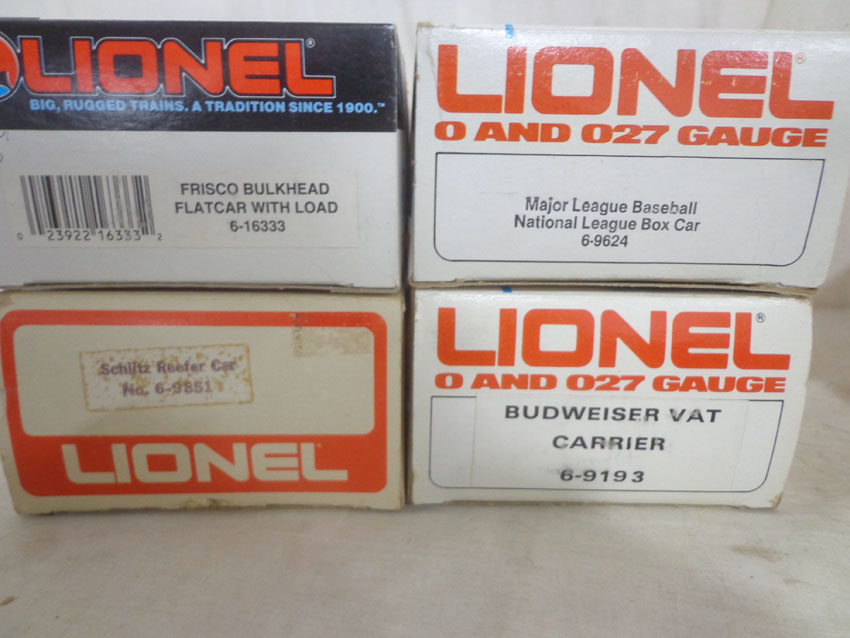 LIONEL®
BIG, RUGGED TRAINS. A TRADITION SINCE 1900.™
FRISCO BULKHEAD
FLATCAR WITH LOAD
6-16333
0 23922 16333 2
LIONEL®
O AND O27 GAUGE
Major League Baseball
National League Box Car
6-9624
Schlitz Reefer Car
No. 6-9851
LIONEL
LIONEL®
O AND O27 GAUGE
BUDWEISER VAT
CARRIER
6-9193